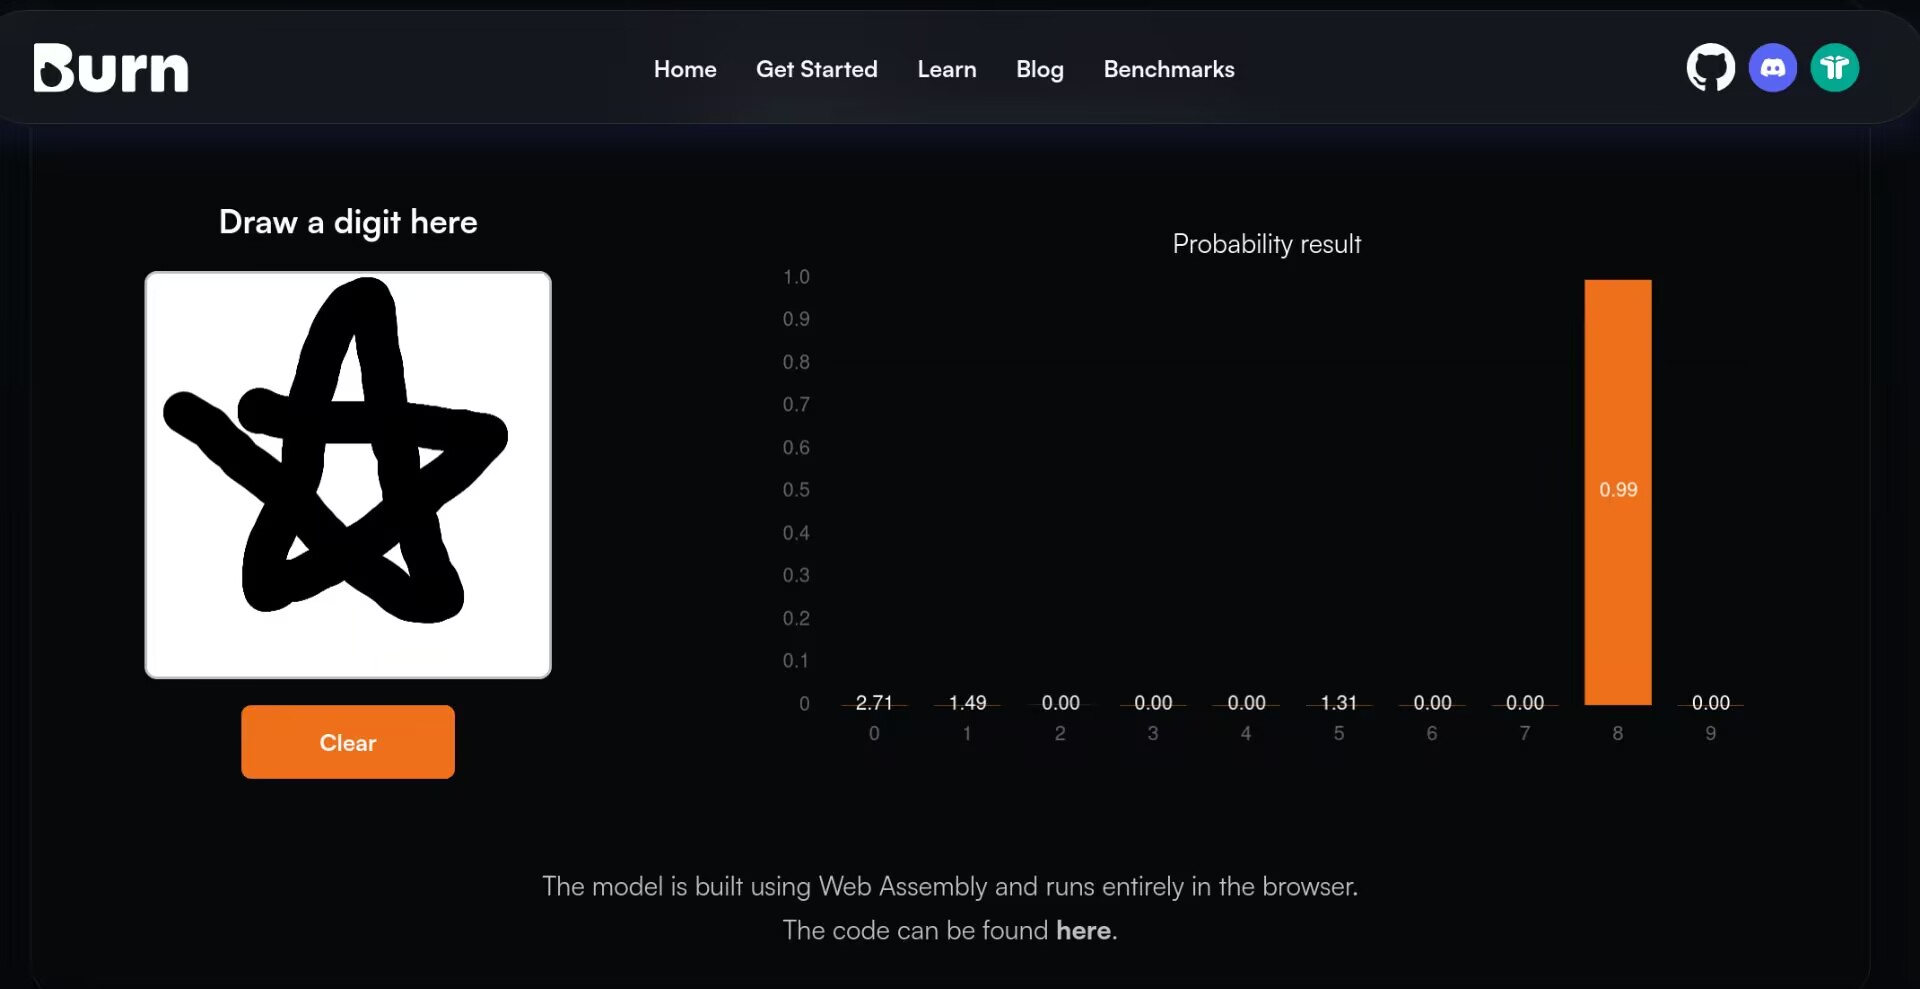 Burn
Home Get Started Learn Blog Benchmarks
Draw a digit here
Clear
Probability result
1.0
0.9
0.8
0.7
0.6
0.5
0.4
0.3
0.2
0.1
0
0.99
2.71 1.49 0.00 0.00 0.00 1.31 0.00 0.00 0.00
0 1 2 3 4 5 6 7 8 9
The model is built using Web Assembly and runs entirely in the browser.
The code can be found here.